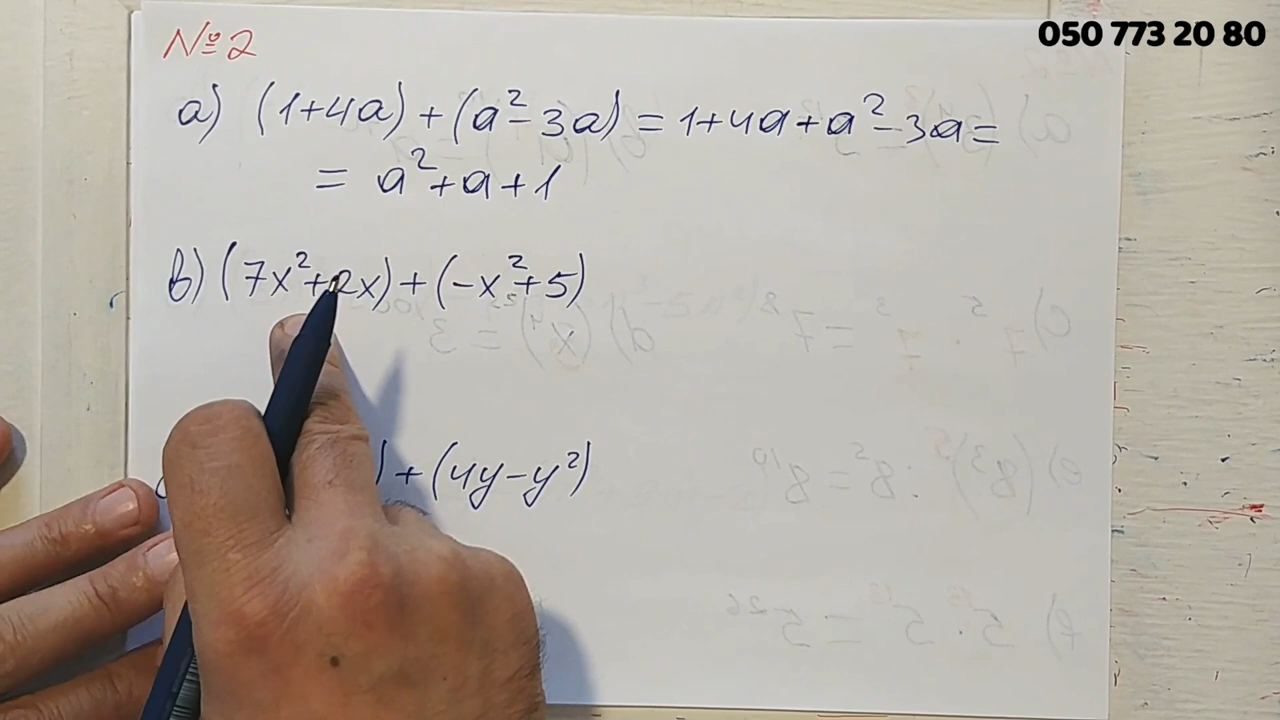 050 773 20 80
№2
a) (1+4a)+(a²-3a)=1+4a+a²-3a=
= a²+a+1
b) (7x²+2x)+(-x²+5)
)+(4y-y²)